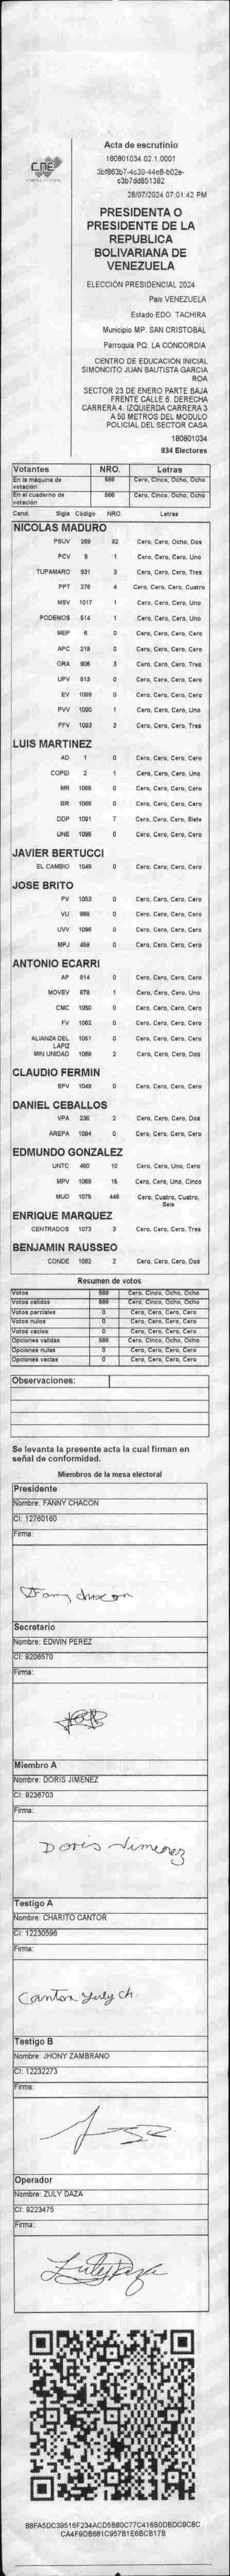 CNE
Acta de escrutinio
180801034.02.1.0001
3bf863b7-4c39-44e8-b02e-
c3b7dd851382
28/07/2024 07:01:42 PM
PRESIDENTA O
PRESIDENTE DE LA
REPUBLICA
BOLIVARIANA DE
VENEZUELA
ELECCIÓN PRESIDENCIAL 2024
País VENEZUELA
Estado EDO. TACHIRA
Municipio MP. SAN CRISTOBAL
Parroquia PQ. LA CONCORDIA
CENTRO DE EDUCACIÓN INICIAL
SIMONCITO JUAN BAUTISTA GARCIA
ROA
SECTOR 23 DE ENERO PARTE BAJA
FRENTE CALLE 6. DERECHA
CARRERA 4. IZQUIERDA CARRERA 3
A 50 METROS DEL MODULO
POLICIAL DEL SECTOR CASA
180801034
934 Electores
Votantes NRO. Letras
En la máquina de votación 588 Cero, Cinco, Ocho, Ocho
En el cuaderno de votación 588 Cero, Cinco, Ocho, Ocho
Cand. Sigla Código NRO. Letras
NICOLAS MADURO
PSUV 269 82 Cero, Cero, Ocho, Dos
PCV 9 1 Cero, Cero, Cero, Uno
TUPAMARO 931 3 Cero, Cero, Cero, Tres
PPT 276 4 Cero, Cero, Cero, Cuatro
MSV 1017 1 Cero, Cero, Cero, Uno
PODEMOS 514 1 Cero, Cero, Cero, Uno
MEP 6 0 Cero, Cero, Cero, Cero
APC 219 0 Cero, Cero, Cero, Cero
ORA 906 3 Cero, Cero, Cero, Tres
UPV 513 0 Cero, Cero, Cero, Cero
EV 1089 0 Cero, Cero, Cero, Cero
PVV 1090 1 Cero, Cero, Cero, Uno
PFV 1093 3 Cero, Cero, Cero, Tres
LUIS MARTINEZ
AD 1 0 Cero, Cero, Cero, Cero
COPEI 2 1 Cero, Cero, Cero, Uno
MR 0 Cero, Cero, Cero, Cero
BR 1066 0 Cero, Cero, Cero, Cero
DDP 1091 7 Cero, Cero, Cero, Siete
UNE 0 Cero, Cero, Cero, Cero
JAVIER BERTUCCI
EL CAMBIO 1048 0 Cero, Cero, Cero, Cero
JOSE BRITO
PV 1053 0 Cero, Cero, Cero, Cero
VU 968 0 Cero, Cero, Cero, Cero
UVV 1096 0 Cero, Cero, Cero, Cero
MPJ 458 0 Cero, Cero, Cero, Cero
ANTONIO ECARRI
AP 914 0 Cero, Cero, Cero, Cero
MOVEV 878 1 Cero, Cero, Cero, Uno
CMC 1050 0 Cero, Cero, Cero, Cero
FV 1062 0 Cero, Cero, Cero, Cero
ALIANZA DEL LÁPIZ 1051 0 Cero, Cero, Cero, Cero
MIN UNIDAD 1088 2 Cero, Cero, Cero, Dos
CLAUDIO FERMIN
SPV 1049 0 Cero, Cero, Cero, Cero
DANIEL CEBALLOS
VPA 236 2 Cero, Cero, Cero, Dos
AREPA 1094 0 Cero, Cero, Cero, Cero
EDMUNDO GONZALEZ
UNTC 460 10 Cero, Cero, Uno, Cero
MPV 1069 15 Cero, Cero, Uno, Cinco
MUD 1075 446 Cero, Cuatro, Cuatro, Seis
ENRIQUE MARQUEZ
CENTRADOS 1073 3 Cero, Cero, Cero, Tres
BENJAMIN RAUSSEO
CONDE 1092 2 Cero, Cero, Cero, Dos
Resumen de votos
Votos 588 Cero, Cinco, Ocho, Ocho
Votos validos 588 Cero, Cinco, Ocho, Ocho
Votos parciales 0 Cero, Cero, Cero, Cero
Votos nulos 0 Cero, Cero, Cero, Cero
Votos vacíos 0 Cero, Cero, Cero, Cero
Opciones validas 588 Cero, Cinco, Ocho, Ocho
Opciones nulas 0 Cero, Cero, Cero, Cero
Opciones vacías 0 Cero, Cero, Cero, Cero
Observaciones:
Se levanta la presente acta la cual firman en
señal de conformidad.
Miembros de la mesa electoral
Presidente
Nombre: FANNY CHACON
CI: 12760160
Firma:
Fanny chacon
Secretario
Nombre: EDWIN PEREZ
CI: 9208570
Firma:
Miembro A
Nombre: DORIS JIMENEZ
CI: 9236703
Firma:
Doris Jimenez
Testigo A
Nombre: CHARITO CANTOR
CI: 12230596
Firma:
Cantor Yurly Ch.
Testigo B
Nombre: JHONY ZAMBRANO
CI: 12232273
Firma:
Operador
Nombre: ZULY DAZA
CI: 9223475
Firma:
Zuly Daza
88FA5DC39516F234ACD5880C77C416B0DBDC9C8C
CA4F9DB681C957B1E6BCB17B